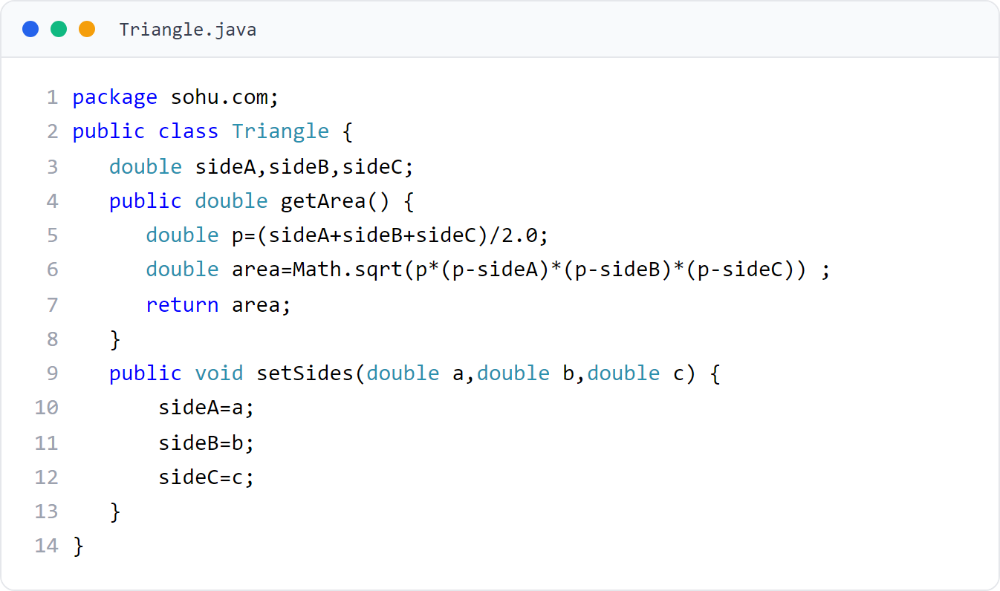 Triangle.java
1 package sohu.com;
2 public class Triangle {
3    double sideA,sideB,sideC;
4    public double getArea() {
5       double p=(sideA+sideB+sideC)/2.0;
6       double area=Math.sqrt(p*(p-sideA)*(p-sideB)*(p-sideC)) ;
7       return area;
8    }
9    public void setSides(double a,double b,double c) {
10        sideA=a;
11        sideB=b;
12        sideC=c;
13    }
14 }